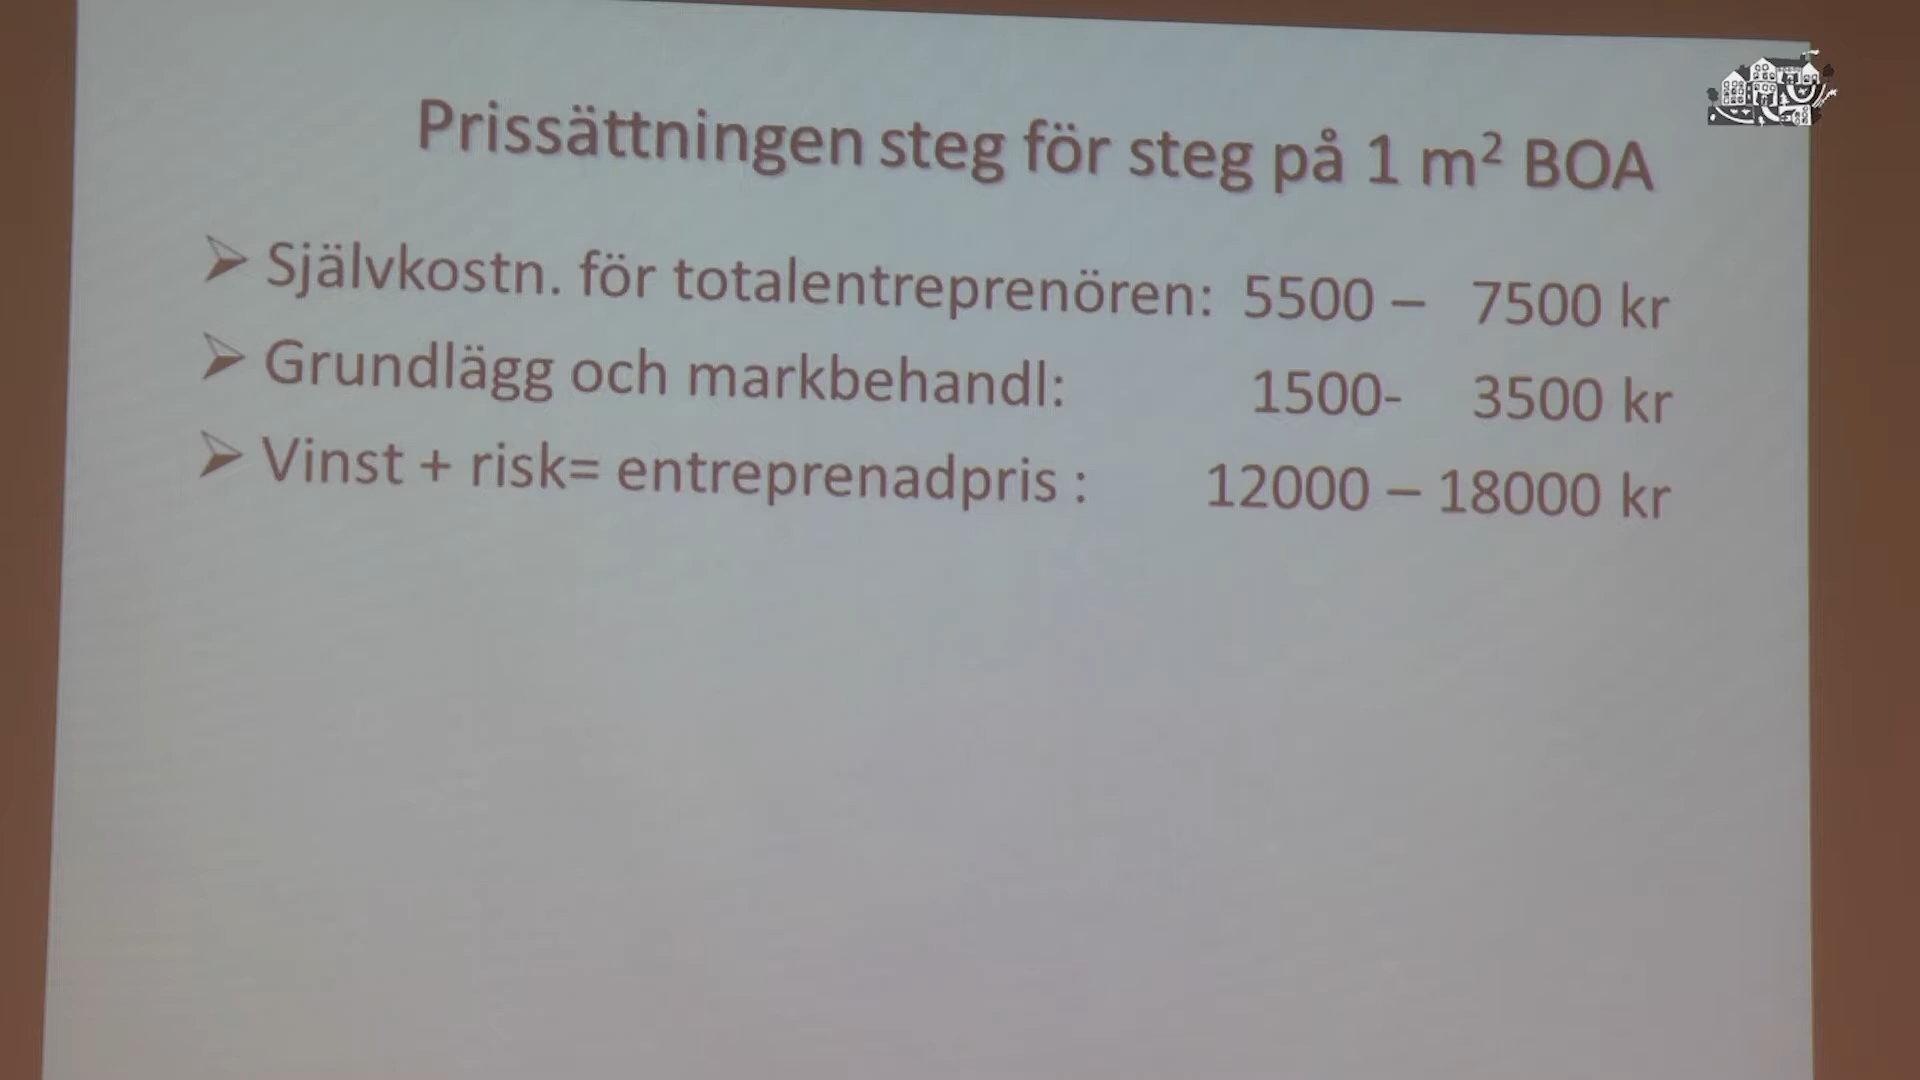 Prissättningen steg för steg på 1 m² BOA
➢ Självkostn. för totalentreprenören: 5500 – 7500 kr
➢ Grundlägg och markbehandl: 1500- 3500 kr
➢ Vinst + risk= entreprenadpris : 12000 – 18000 kr